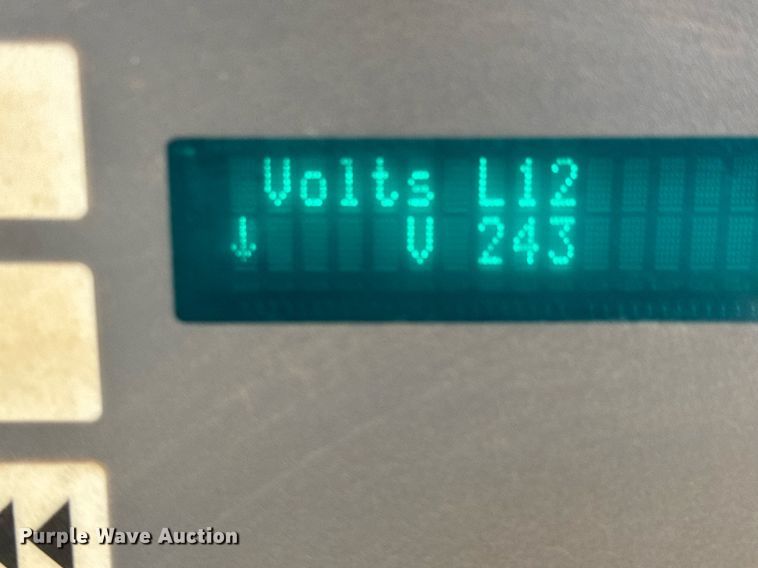 Volts L12
↓ V 243
Purple Wave Auction